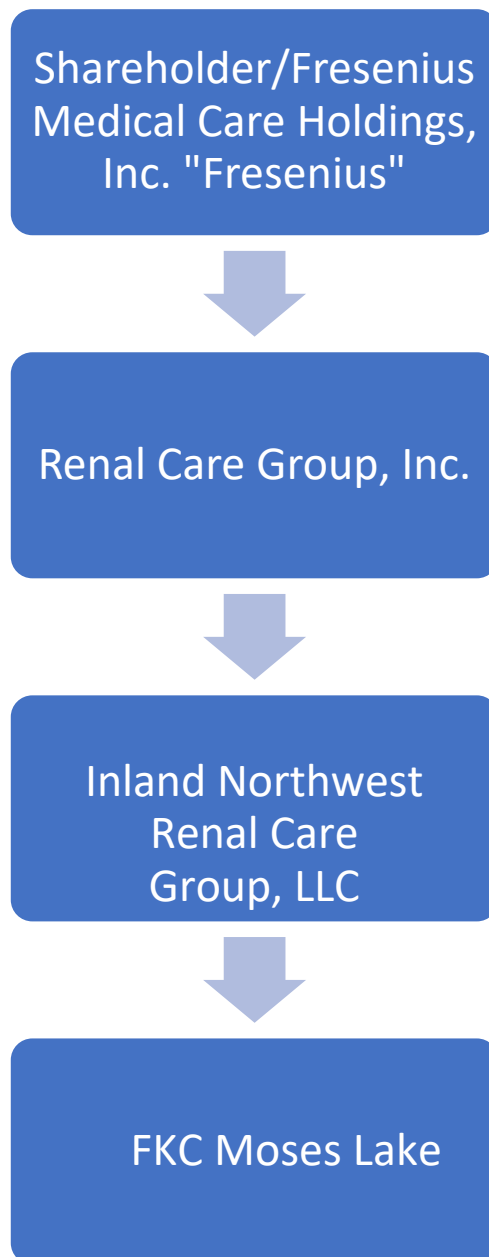 Shareholder/Fresenius
Medical Care Holdings,
Inc. "Fresenius"
Renal Care Group, Inc.
Inland Northwest
Renal Care
Group, LLC
FKC Moses Lake